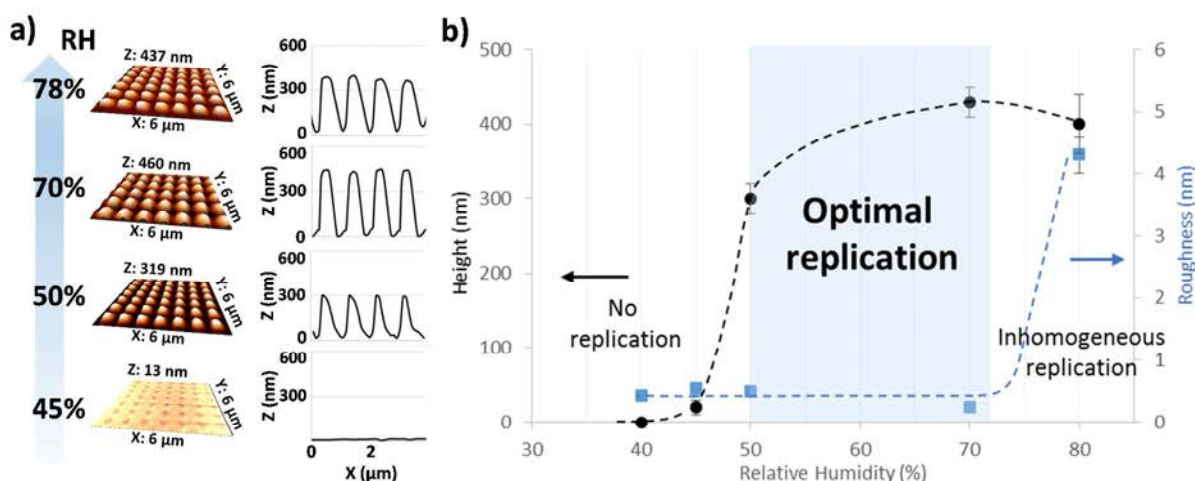 a)
RH
78%
Z: 437 nm
Y: 6 µm
X: 6 µm
70%
Z: 460 nm
Y: 6 µm
X: 6 µm
50%
Z: 319 nm
Y: 6 µm
X: 6 µm
45%
Z: 13 nm
Y: 6 µm
X: 6 µm
600
300
0
Z (nm)
600
300
0
Z (nm)
600
300
0
Z (nm)
600
300
Z (nm)
0
2
X (µm)
b)
500
400
300
200
100
0
Height (nm)
30
40
50
60
70
80
Relative Humidity (%)
6
5
4
3
2
1
0
Roughness (nm)
No
replication
Optimal
replication
Inhomogeneous
replication